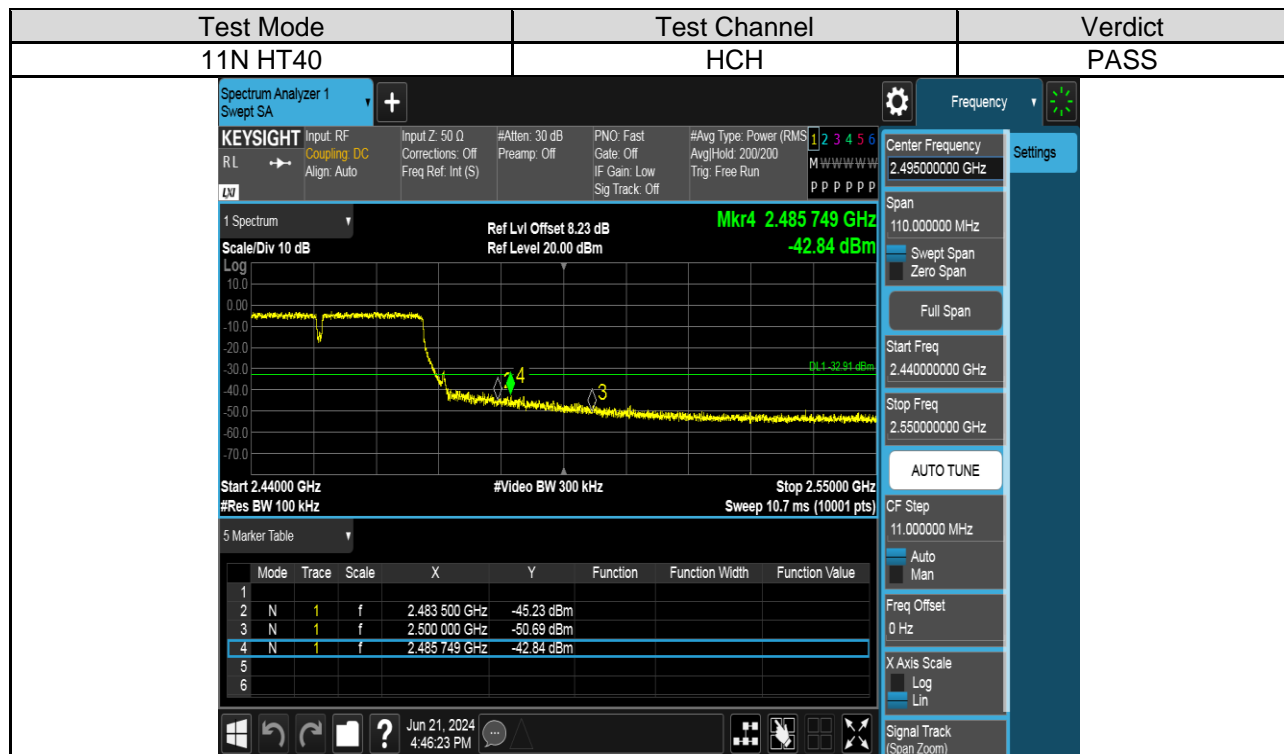 Test Mode Test Channel Verdict
11N HT40 HCH PASS
Spectrum Analyzer 1
Swept SA
Frequency
KEYSIGHT
RL
LXI
Input: RF
Coupling: DC
Align: Auto
Input Z: 50 Ω
Corrections: Off
Freq Ref: Int (S)
#Atten: 30 dB
Preamp: Off
PNO: Fast
Gate: Off
IF Gain: Low
Sig Track: Off
#Avg Type: Power (RMS
Avg|Hold: 200/200
Trig: Free Run
1 2 3 4 5 6
M W W W W W
P P P P P P
1 Spectrum
Scale/Div 10 dB
Ref Lvl Offset 8.23 dB
Ref Level 20.00 dBm
Mkr4 2.485 749 GHz
-42.84 dBm
Log
10.0
0.00
-10.0
-20.0
-30.0
-40.0
-50.0
-60.0
-70.0
DL1 -32.91 dBm
2 4
3
Start 2.44000 GHz #Video BW 300 kHz Stop 2.55000 GHz
#Res BW 100 kHz Sweep 10.7 ms (10001 pts)
5 Marker Table
Mode Trace Scale X Y Function Function Width Function Value
1
2 N 1 f 2.483 500 GHz -45.23 dBm
3 N 1 f 2.500 000 GHz -50.69 dBm
4 N 1 f 2.485 749 GHz -42.84 dBm
5
6
Jun 21, 2024
4:46:23 PM
Settings
Center Frequency
2.495000000 GHz
Span
110.000000 MHz
Swept Span
Zero Span
Full Span
Start Freq
2.440000000 GHz
Stop Freq
2.550000000 GHz
AUTO TUNE
CF Step
11.000000 MHz
Auto
Man
Freq Offset
0 Hz
X Axis Scale
Log
Lin
Signal Track
(Span Zoom)